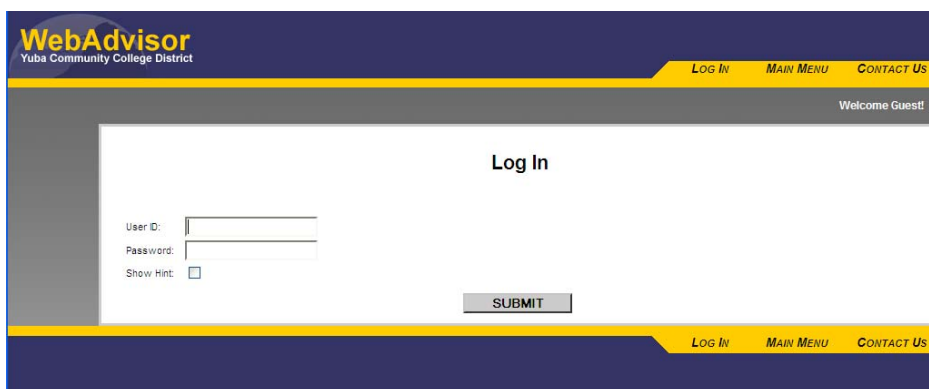 WebAdvisor
Yuba Community College District
LOG IN MAIN MENU CONTACT US
Welcome Guest!
Log In
User ID:
Password:
Show Hint:
SUBMIT
LOG IN MAIN MENU CONTACT US